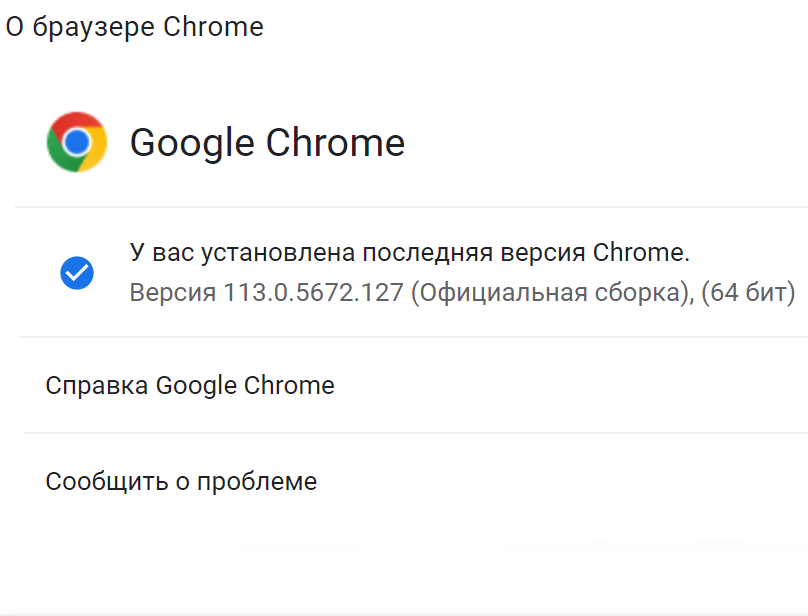 О браузере Chrome
Google Chrome
У вас установлена последняя версия Chrome.
Версия 113.0.5672.127 (Официальная сборка), (64 бит)
Справка Google Chrome
Сообщить о проблеме